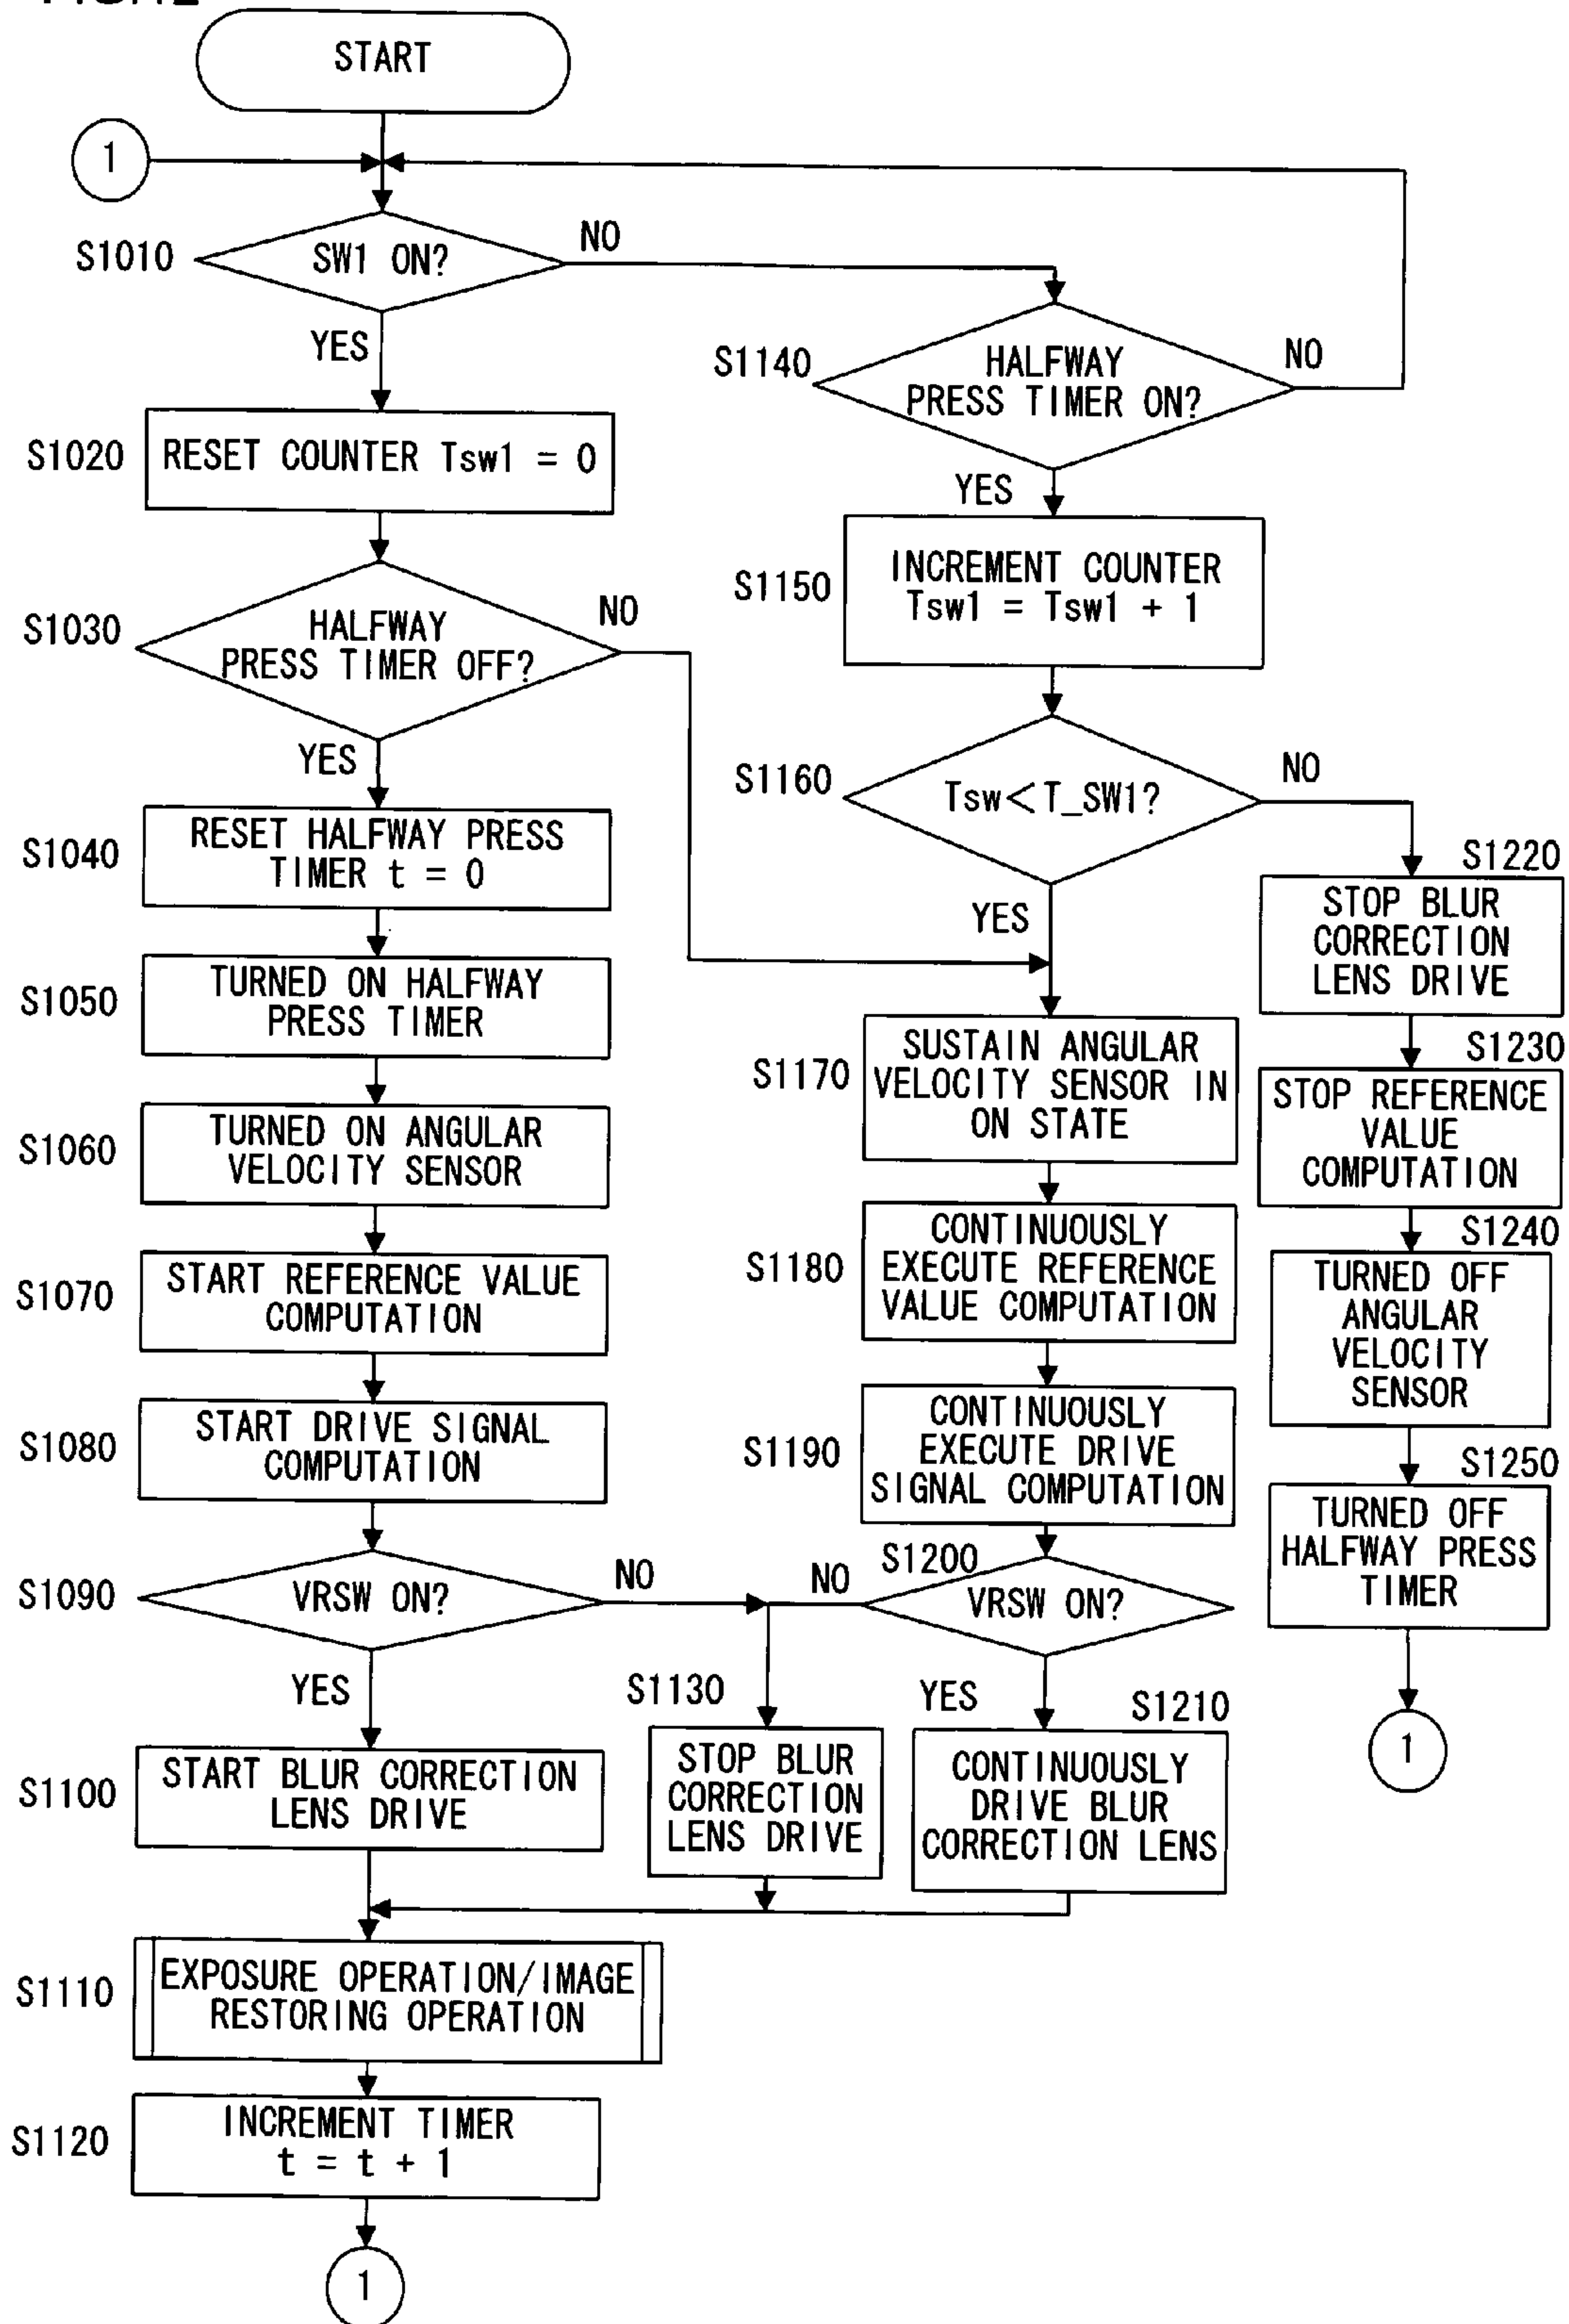 START
1
S1010
SW1 ON?
NO
YES
S1140
HALFWAY
PRESS TIMER ON?
NO
YES
S1020
RESET COUNTER Tsw1 = 0
S1150
INCREMENT COUNTER
Tsw1 = Tsw1 + 1
S1030
HALFWAY
PRESS TIMER OFF?
NO
YES
S1160
Tsw<T_SW1?
NO
YES
S1040
RESET HALFWAY PRESS
TIMER t = 0
S1050
TURNED ON HALFWAY
PRESS TIMER
S1060
TURNED ON ANGULAR
VELOCITY SENSOR
S1070
START REFERENCE VALUE
COMPUTATION
S1080
START DRIVE SIGNAL
COMPUTATION
S1090
VRSW ON?
NO
YES
S1100
START BLUR CORRECTION
LENS DRIVE
S1170
SUSTAIN ANGULAR
VELOCITY SENSOR IN
ON STATE
S1180
CONTINUOUSLY
EXECUTE REFERENCE
VALUE COMPUTATION
S1190
CONTINUOUSLY
EXECUTE DRIVE
SIGNAL COMPUTATION
S1200
VRSW ON?
NO
YES
S1130
STOP BLUR
CORRECTION
LENS DRIVE
S1210
CONTINUOUSLY
DRIVE BLUR
CORRECTION LENS
S1220
STOP BLUR
CORRECTION
LENS DRIVE
S1230
STOP REFERENCE
VALUE
COMPUTATION
S1240
TURNED OFF
ANGULAR
VELOCITY
SENSOR
S1250
TURNED OFF
HALFWAY PRESS
TIMER
1
S1110
EXPOSURE OPERATION/IMAGE
RESTORING OPERATION
S1120
INCREMENT TIMER
t = t + 1
1